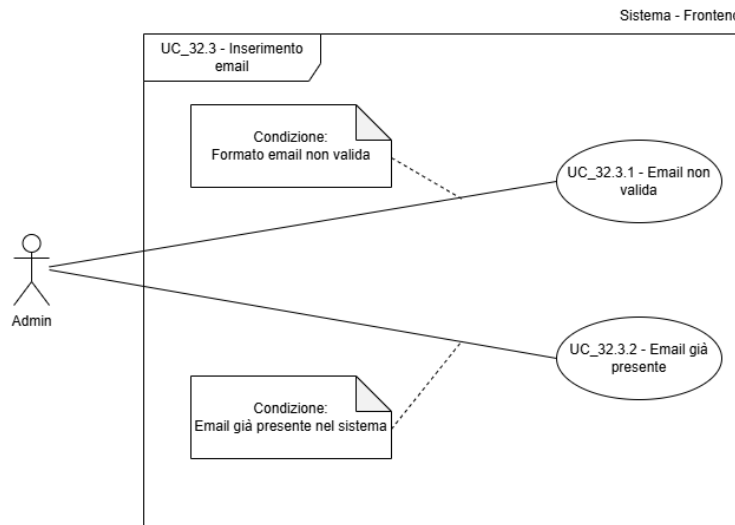 Sistema - Frontend
UC_32.3 - Inserimento
email
Condizione:
Formato email non valida
UC_32.3.1 - Email non
valida
Admin
UC_32.3.2 - Email già
presente
Condizione:
Email già presente nel sistema